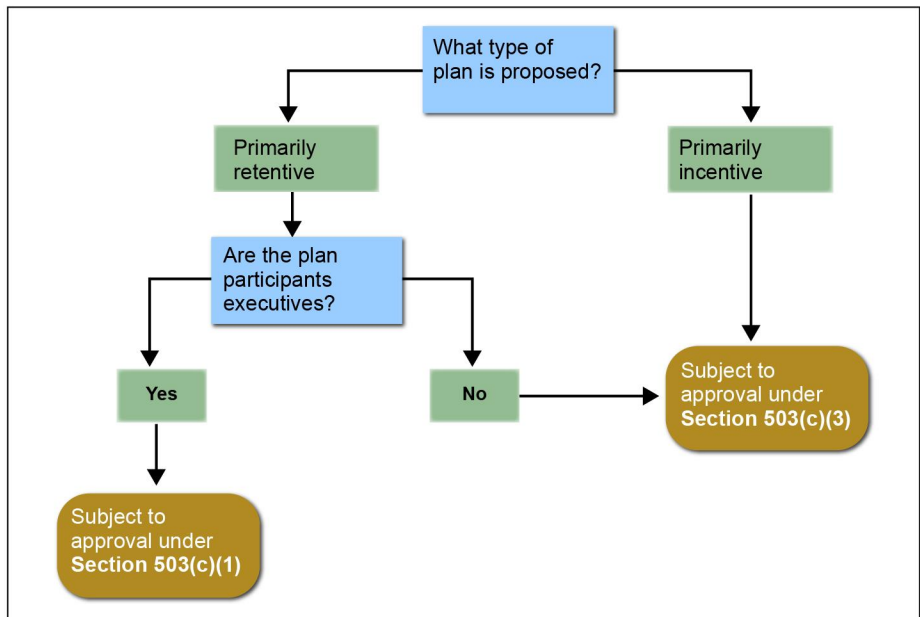 What type of
plan is proposed?
Primarily
retentive
Primarily
incentive
Are the plan
participants
executives?
Yes
No
Subject to
approval under
Section 503(c)(3)
Subject to
approval under
Section 503(c)(1)